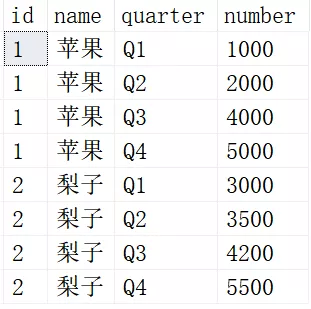 id name quarter number
1 苹果 Q1 1000
1 苹果 Q2 2000
1 苹果 Q3 4000
1 苹果 Q4 5000
2 梨子 Q1 3000
2 梨子 Q2 3500
2 梨子 Q3 4200
2 梨子 Q4 5500